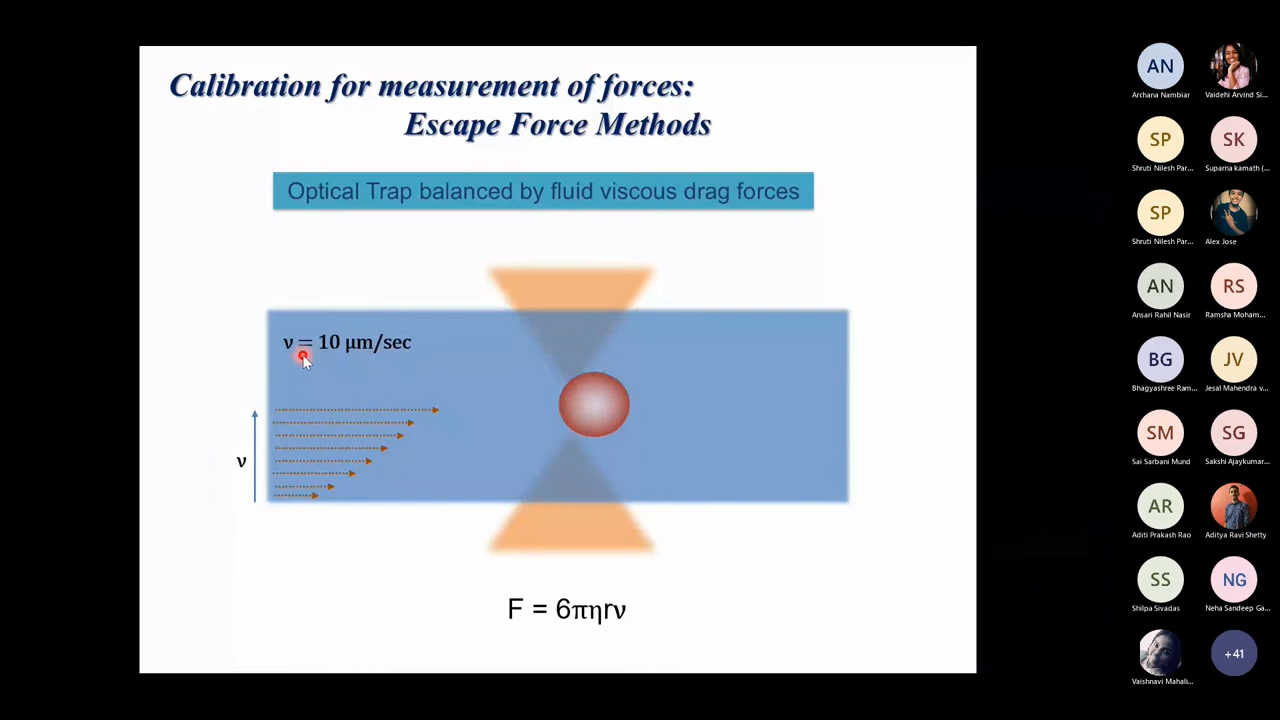 Calibration for measurement of forces:
Escape Force Methods
Optical Trap balanced by fluid viscous drag forces
ν = 10 μm/sec
ν
F = 6πηrν
AN
Archana Nambiar
Vaidehi Arvind Si...
SP
Shruti Nilesh Par...
SK
Suparna kamath (...
SP
Shruti Nilesh Par...
Alex Jose
AN
Ansari Rahil Nasir
RS
Ramsha Moham...
BG
Bhagyashree Ram...
JV
Jesal Mahendra v...
SM
Sai Sarbani Mund
SG
Sakshi Ajaykumar...
AR
Aditi Prakash Rao
Aditya Ravi Shetty
SS
Shilpa Sivadas
NG
Neha Sandeep Ga...
Vaishnavi Mahali...
+41